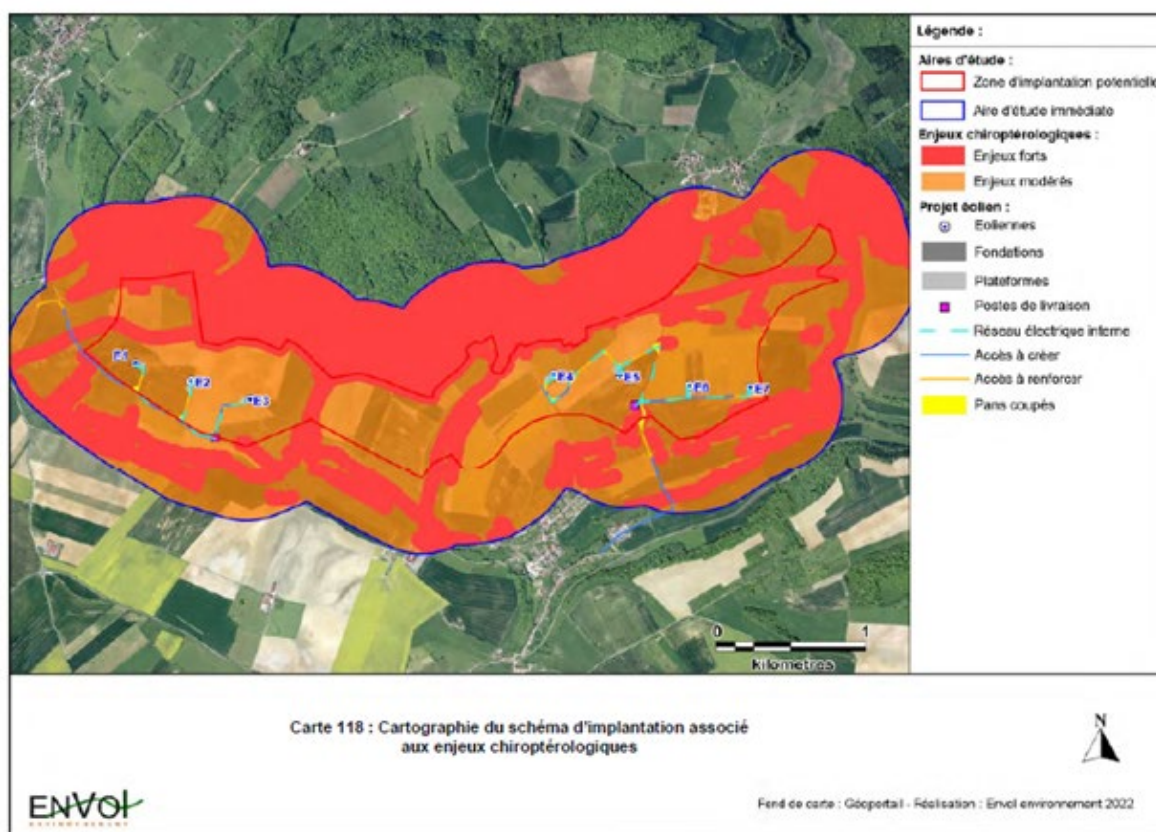 Légende :
Aires d'étude :
Zone d'implantation potentielle
Aire d'étude immédiate
Enjeux chiroptérologiques :
Enjeux forts
Enjeux modérés
Projet éolien :
Eoliennes
Fondations
Plateformes
Postes de livraison
Réseau électrique interne
Accès à créer
Accès à renforcer
Pans coupés
E1
E2
E3
E4
E5
E6
E7
0 1
kilomètres
Carte 118 : Cartographie du schéma d'implantation associé
aux enjeux chiroptérologiques
N
ENVOL
Fond de carte : Géoportail - Réalisation : Envol environnement 2022